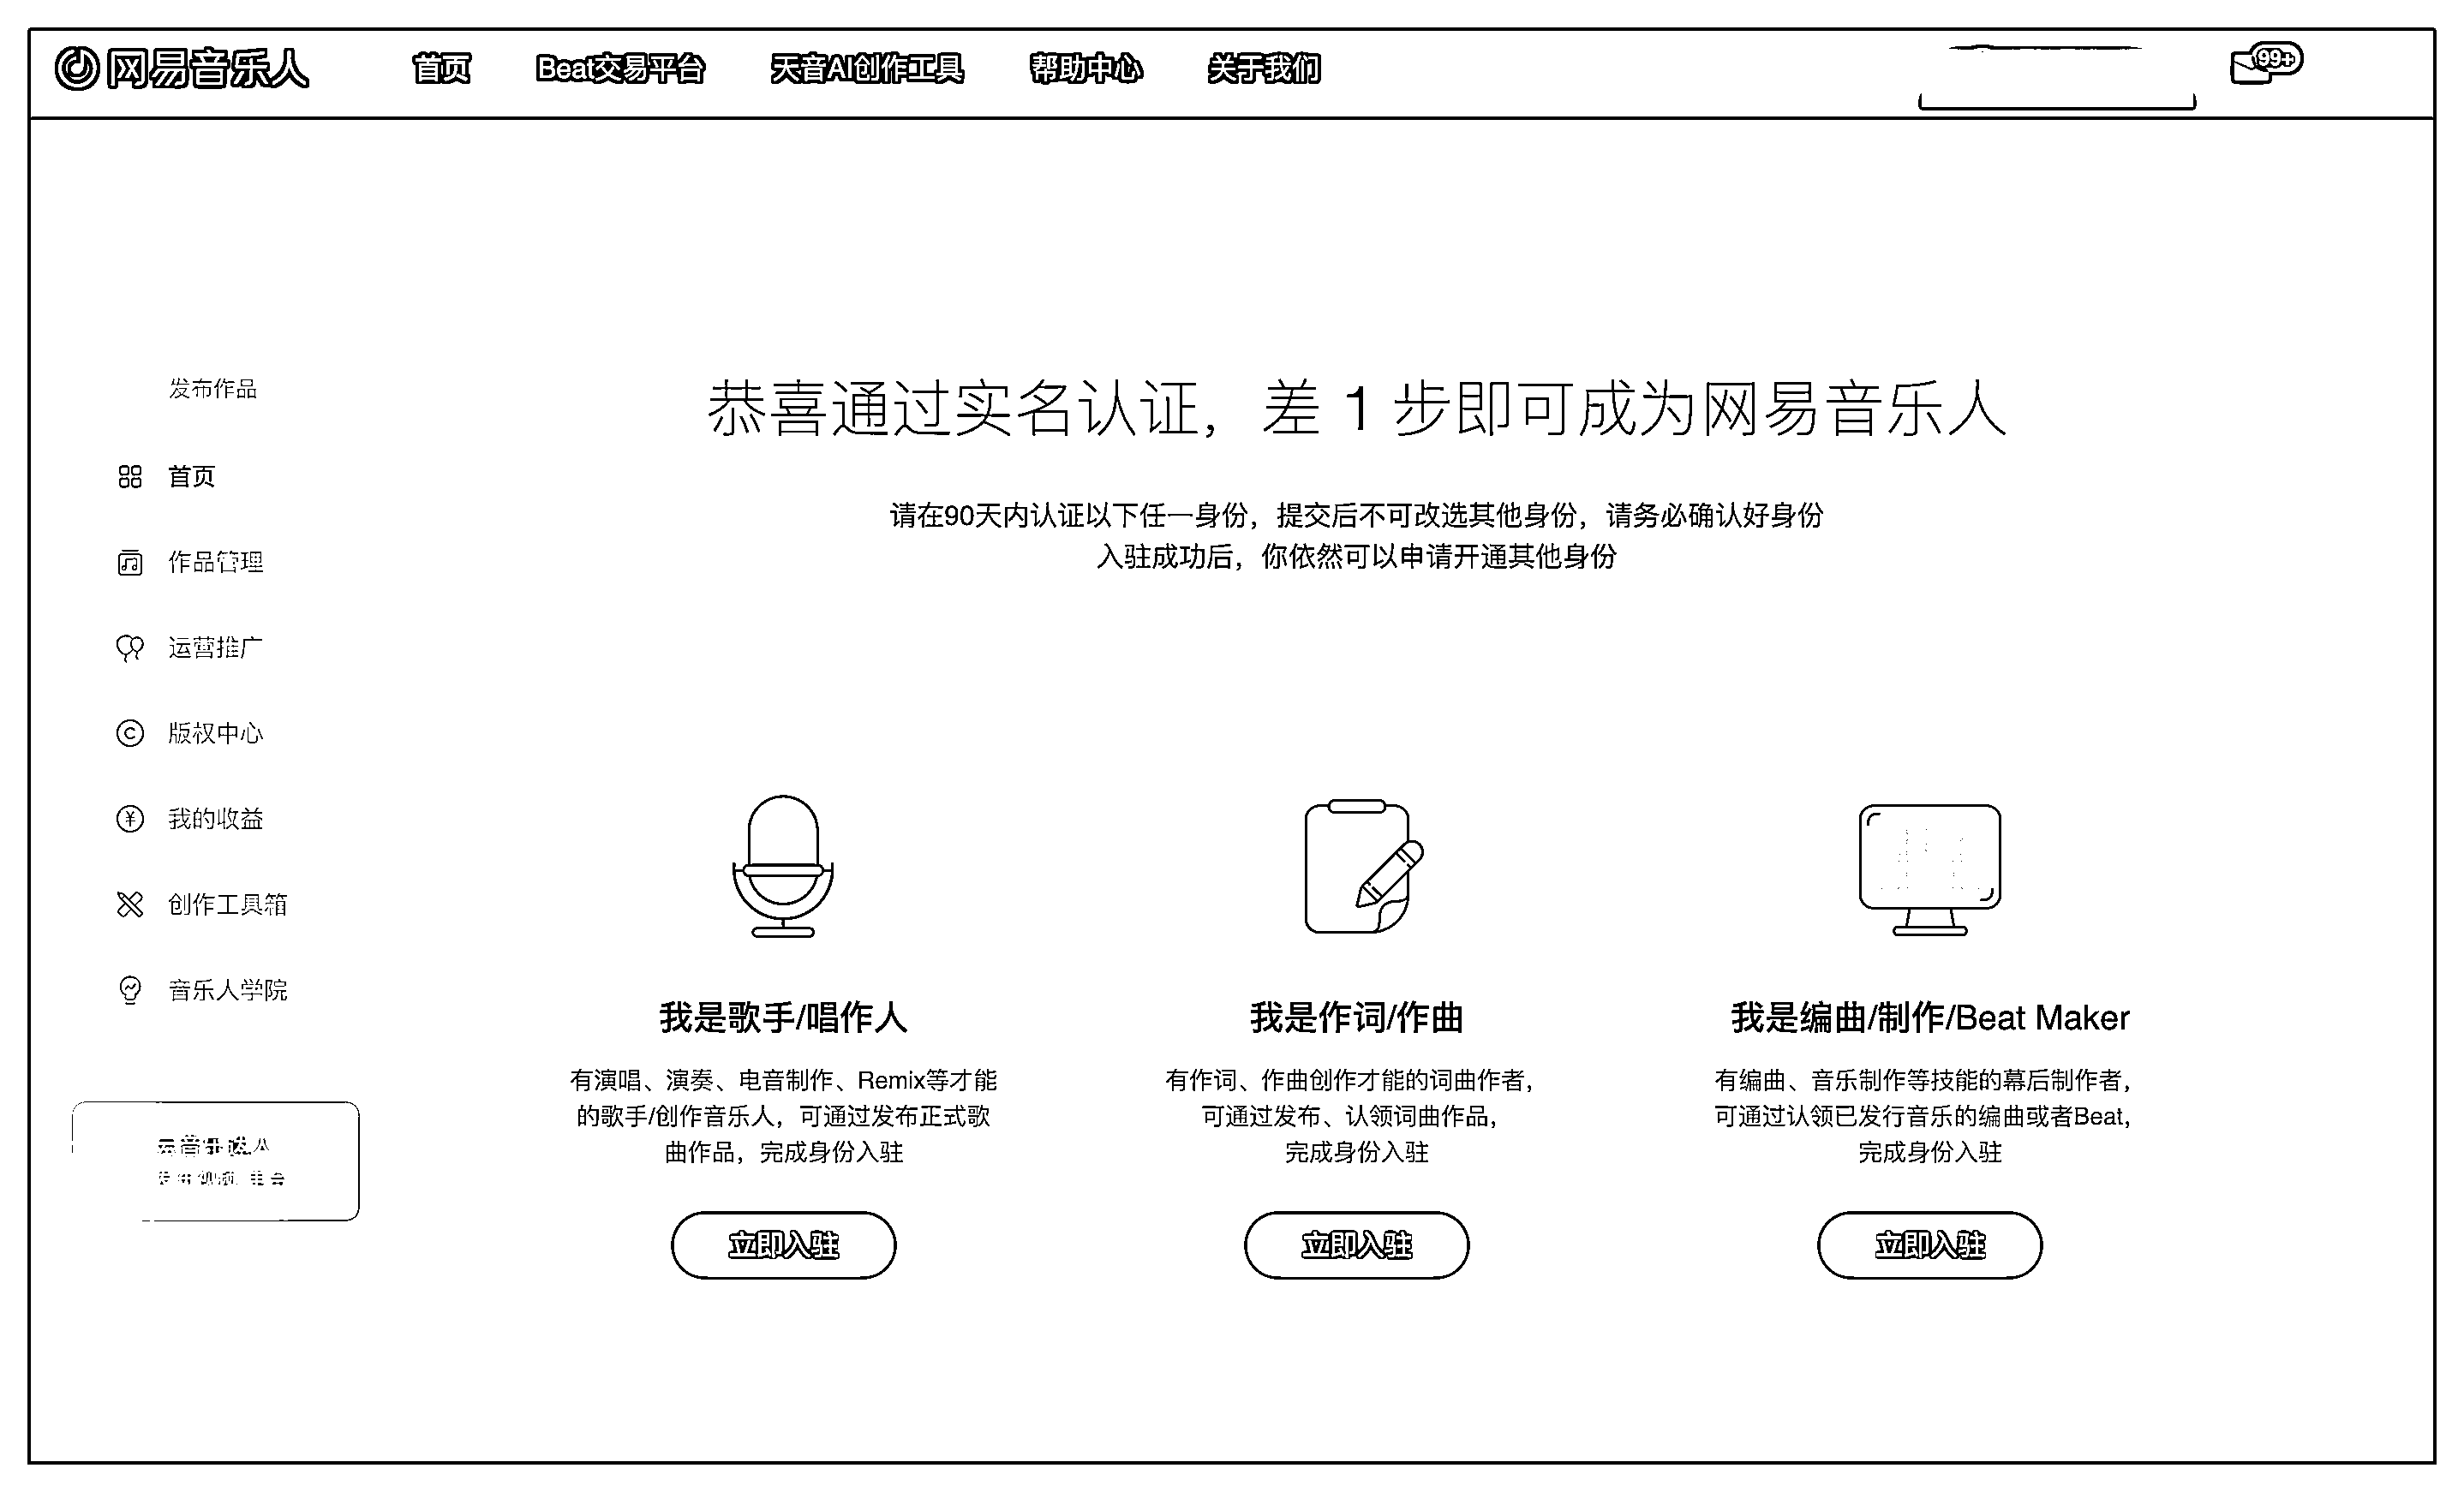 网易音乐人
首页
Beat交易平台
天音AI创作工具
帮助中心
关于我们
99+
发布作品
首页
作品管理
运营推广
版权中心
我的收益
创作工具箱
音乐人学院
云音乐达人
恭喜通过实名认证，差 1 步即可成为网易音乐人
请在90天内认证以下任一身份，提交后不可改选其他身份，请务必确认好身份
入驻成功后，你依然可以申请开通其他身份
我是歌手/唱作人
有演唱、演奏、电音制作、Remix等才能
的歌手/创作音乐人，可通过发布正式歌
曲作品，完成身份入驻
立即入驻
我是作词/作曲
有作词、作曲创作才能的词曲作者，
可通过发布、认领词曲作品，
完成身份入驻
立即入驻
我是编曲/制作/Beat Maker
有编曲、音乐制作等技能的幕后制作者，
可通过认领已发行音乐的编曲或者Beat，
完成身份入驻
立即入驻